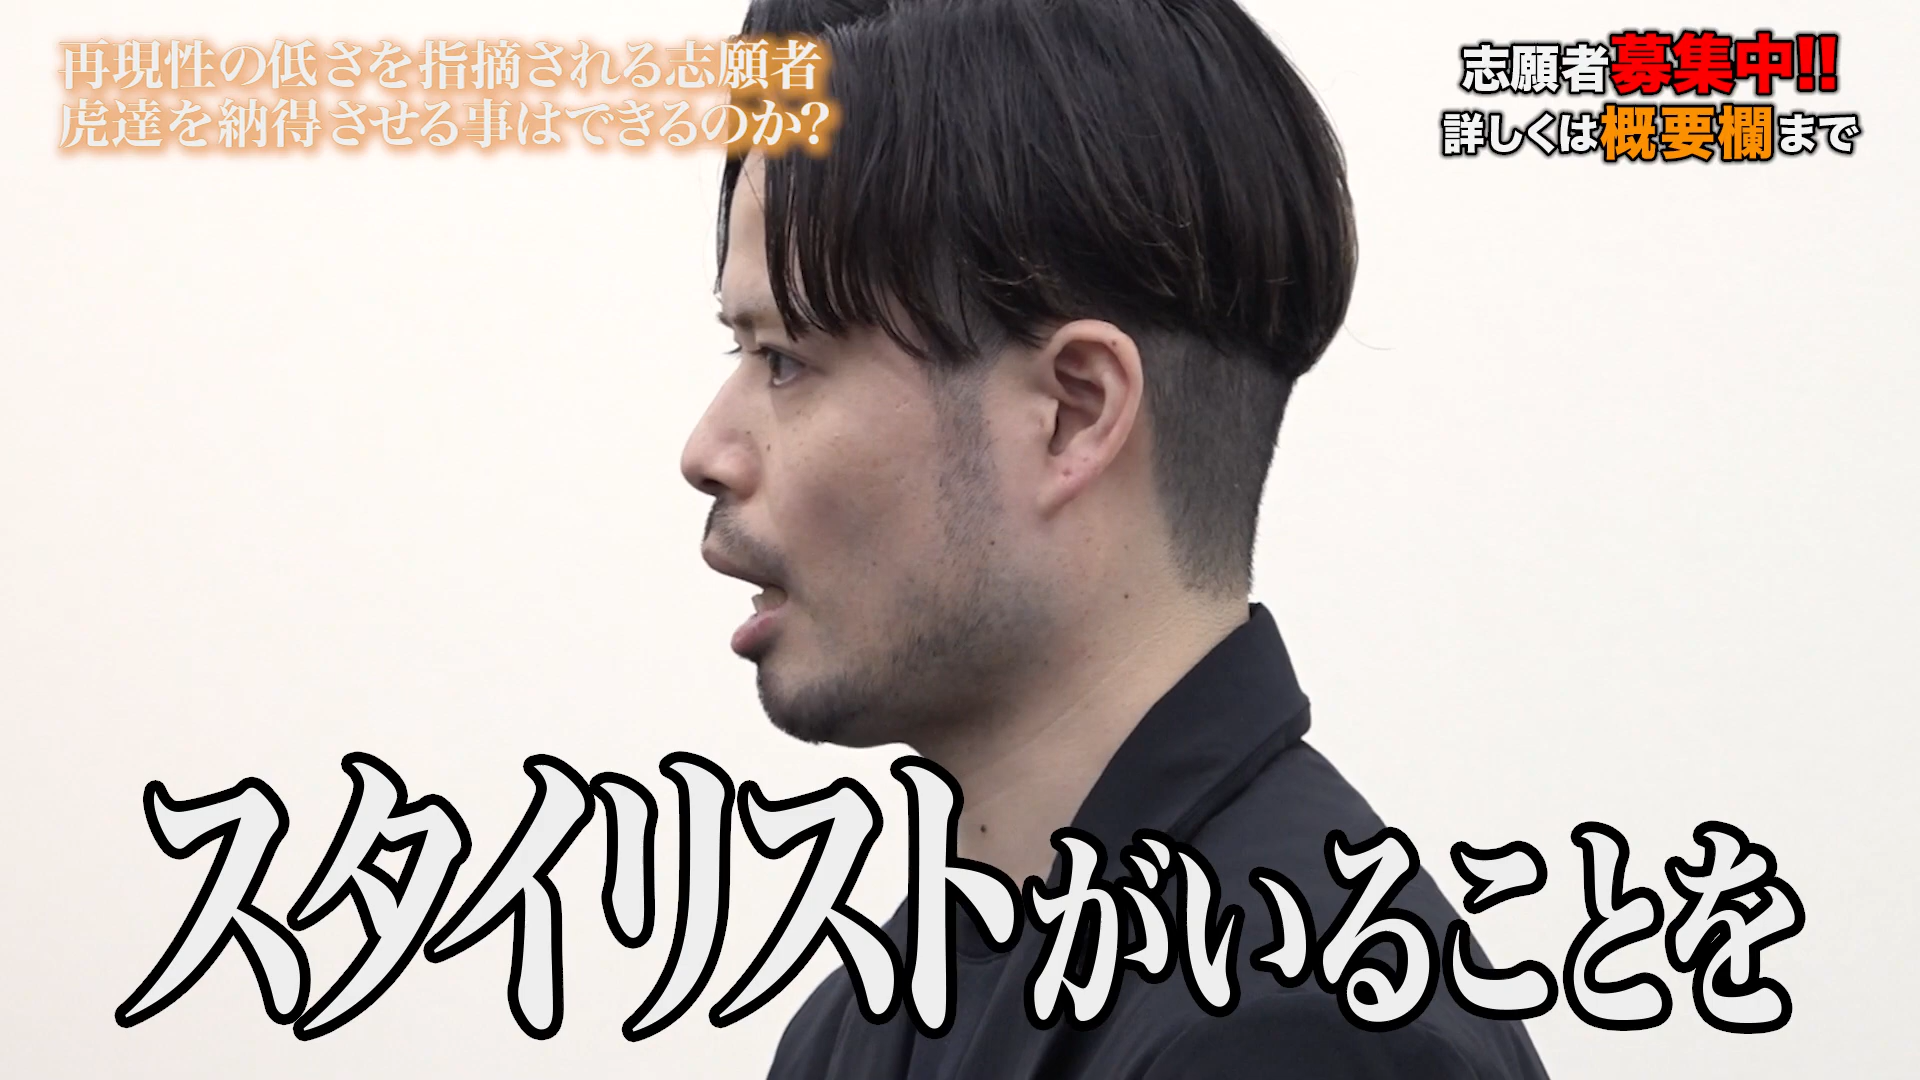 再現性の低さを指摘される志願者
虎達を納得させる事はできるのか?
志願者募集中!!
詳しくは概要欄まで
スタイリストがいることを